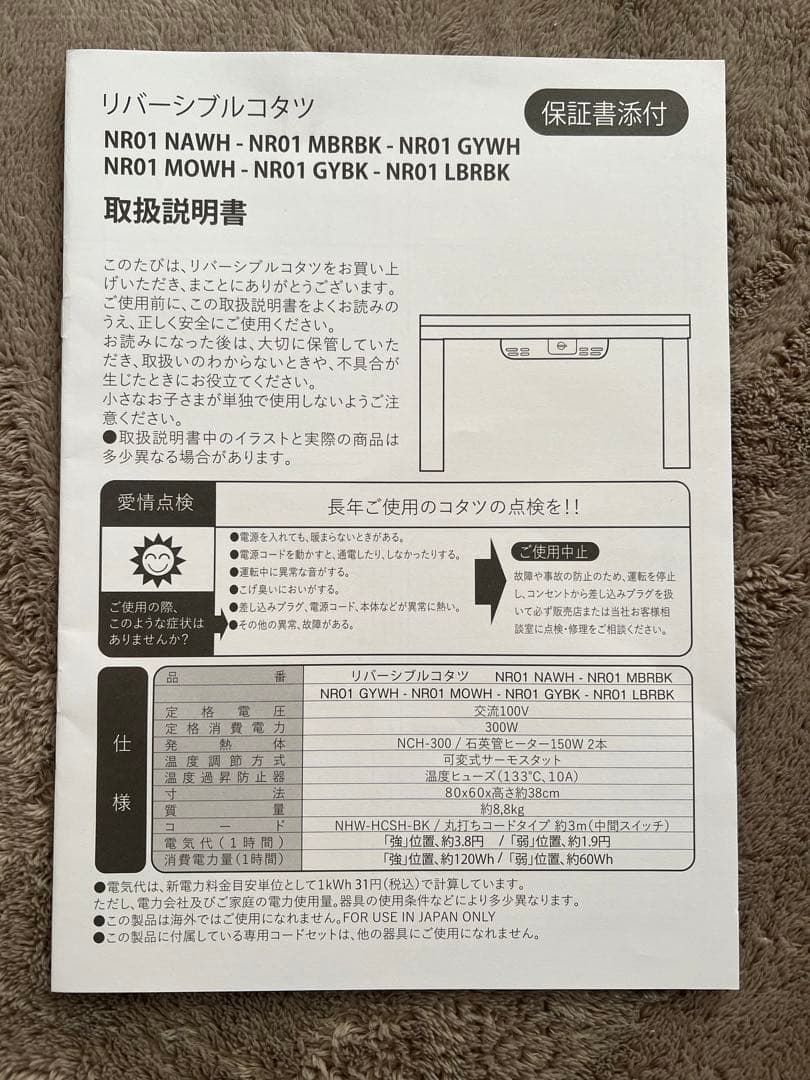 リバーシブルコタツ
保証書添付
NR01 NAWH - NR01 MBRBK - NR01 GYWH
NR01 MOWH - NR01 GYBK - NR01 LBRBK
取扱説明書
このたびは、リバーシブルコタツをお買い上
げいただき、まことにありがとうございます。
ご使用前に、この取扱説明書をよくお読みの
うえ、正しく安全にご使用ください。
お読みになった後は、大切に保管していた
だき、取扱いのわからないときや、不具合が
生じたときにお役立てください。
小さなお子さまが単独で使用しないようご注
意ください。
●取扱説明書中のイラストと実際の商品は
多少異なる場合があります。
愛情点検
長年ご使用のコタツの点検を!!
ご使用の際、
このような症状は
ありませんか?
●電源を入れても、暖まらないときがある。
●電源コードを動かすと、通電したり、しなかったりする。
●運転中に異常な音がする。
●こげ臭いにおいがする。
●差し込みプラグ、電源コード、本体などが異常に熱い。
●その他の異常、故障がある。
ご使用中止
故障や事故の防止のため、運転を停止
し、コンセントから差し込みプラグを抜
いて必ず販売店または当社お客様相
談室に点検・修理をご相談ください。
仕様
品番 リバーシブルコタツ NR01 NAWH - NR01 MBRBK
NR01 GYWH - NR01 MOWH - NR01 GYBK - NR01 LBRBK
定格電圧 交流100V
定格消費電力 300W
発熱体 NCH-300 / 石英管ヒーター150W 2本
温度調節方式 可変式サーモスタット
温度過昇防止器 温度ヒューズ(133℃、10A)
寸法 80x60x高さ約38cm
質量 約8,8kg
コード NHW-HCSH-BK / 丸打ちコードタイプ 約3m(中間スイッチ)
電気代(1時間) 「強」位置、約3.8円 /「弱」位置、約1.9円
消費電力量(1時間) 「強」位置、約120Wh /「弱」位置、約60Wh
●電気代は、新電力料金目安単位として1kWh 31円(税込)で計算しています。
ただし、電力会社及びご家庭の電力使用量。器具の使用条件などにより多少異なります。
●この製品は海外ではご使用になれません。FOR USE IN JAPAN ONLY
●この製品に付属している専用コードセットは、他の器具にご使用になれません。